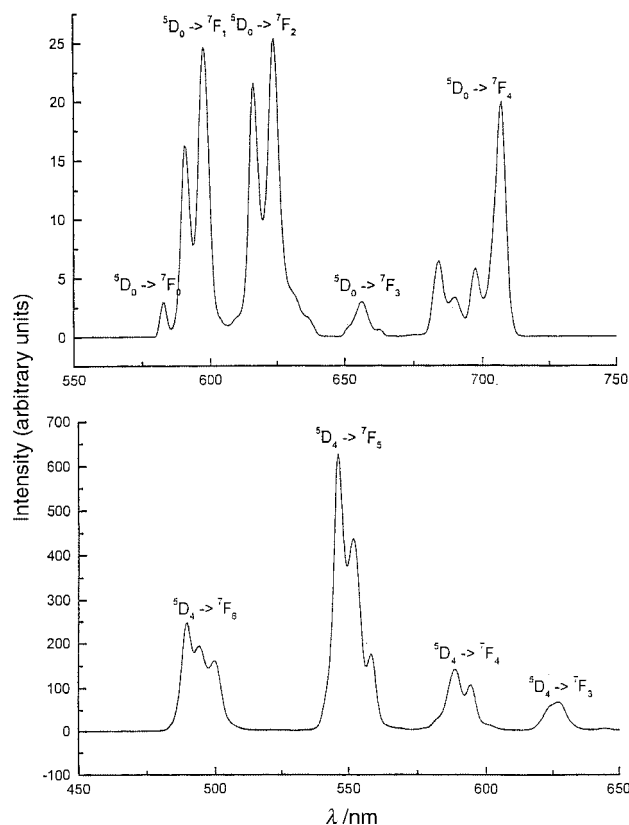 ⁵D₀ -> ⁷F₁ ⁵D₀ -> ⁷F₂
⁵D₀ -> ⁷F₄
⁵D₀ -> ⁷F₀
⁵D₀ -> ⁷F₃
25
20
15
10
5
0
550 600 650 700 750
Intensity (arbitrary units)
700
600
500
400
300
200
100
0
-100
⁵D₄ -> ⁷F₅
⁵D₄ -> ⁷F₆
⁵D₄ -> ⁷F₄
⁵D₄ -> ⁷F₃
450 500 550 600 650
λ /nm